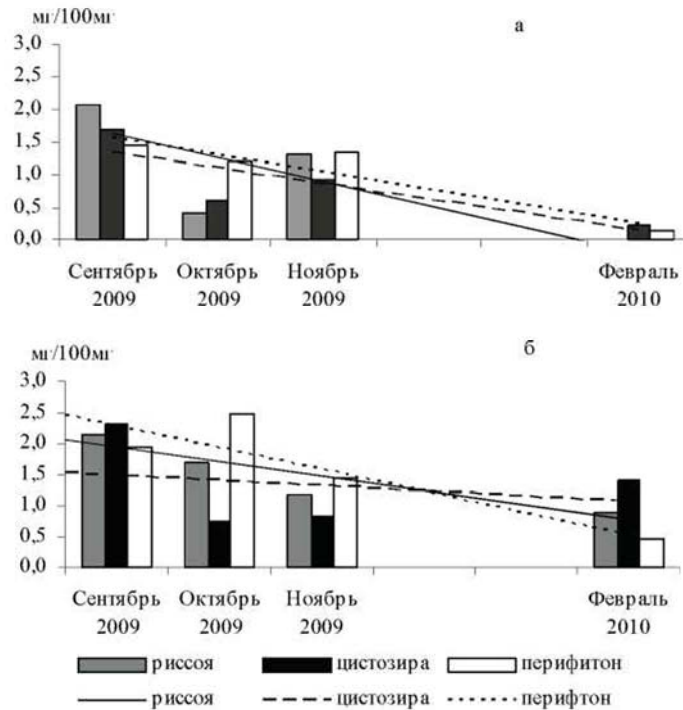 мг/100мг
а
3,0
2,5
2,0
1,5
1,0
0,5
0,0
Сентябрь 2009
Октябрь 2009
Ноябрь 2009
Февраль 2010
мг/100мг
б
3,0
2,5
2,0
1,5
1,0
0,5
0,0
Сентябрь 2009
Октябрь 2009
Ноябрь 2009
Февраль 2010
риссоя цистозира перифитон
риссоя цистозира перифтон